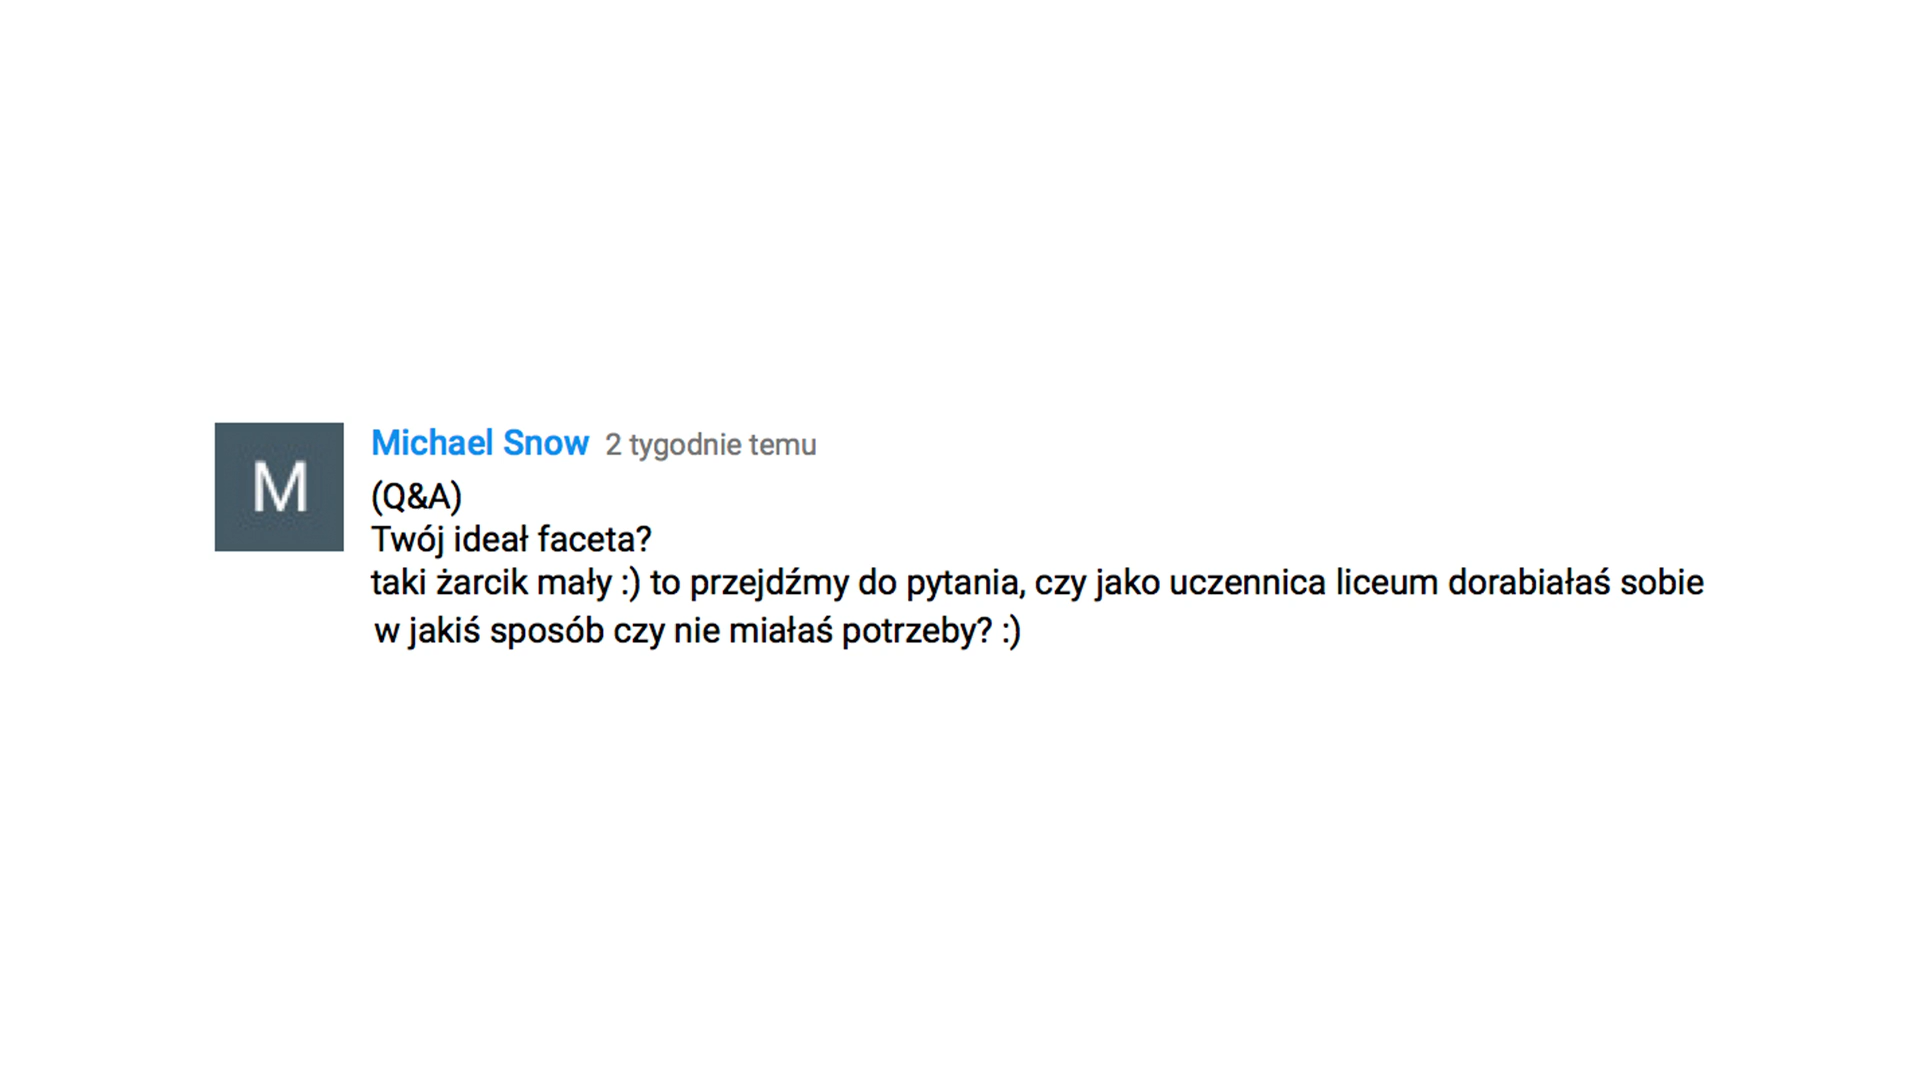 M
Michael Snow 2 tygodnie temu
(Q&A)
Twój ideał faceta?
taki żarcik mały :) to przejdźmy do pytania, czy jako uczennica liceum dorabiałaś sobie
w jakiś sposób czy nie miałaś potrzeby? :)